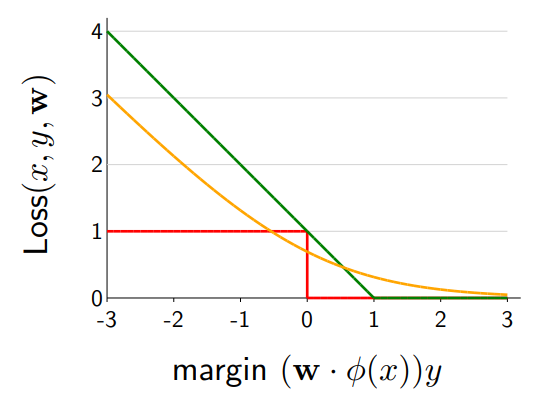 4
3
2
1
0
-3 -2 -1 0 1 2 3
Loss(x, y, w)
margin (w · ϕ(x))y